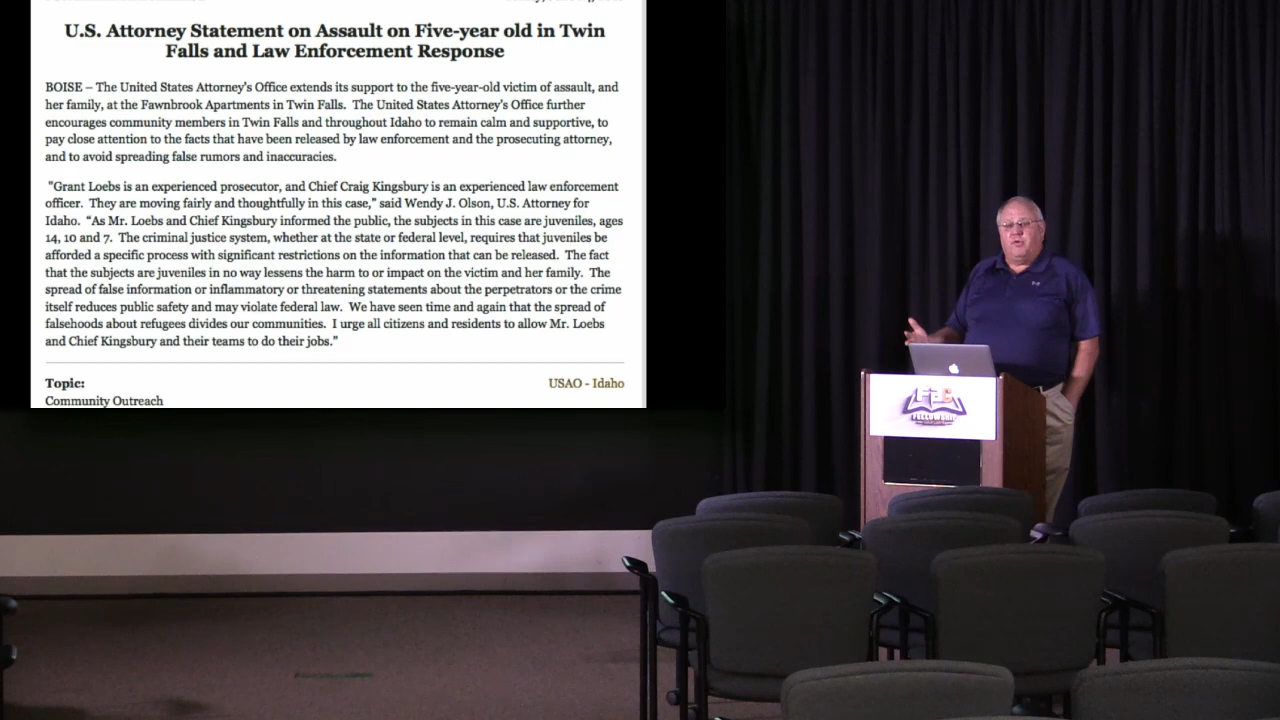 U.S. Attorney Statement on Assault on Five-year old in Twin
Falls and Law Enforcement Response
BOISE – The United States Attorney's Office extends its support to the five-year-old victim of assault, and
her family, at the Fawnbrook Apartments in Twin Falls.  The United States Attorney's Office further
encourages community members in Twin Falls and throughout Idaho to remain calm and supportive, to
pay close attention to the facts that have been released by law enforcement and the prosecuting attorney,
and to avoid spreading false rumors and inaccuracies.
"Grant Loebs is an experienced prosecutor, and Chief Craig Kingsbury is an experienced law enforcement
officer.  They are moving fairly and thoughtfully in this case," said Wendy J. Olson, U.S. Attorney for
Idaho.  "As Mr. Loebs and Chief Kingsbury informed the public, the subjects in this case are juveniles, ages
14, 10 and 7.  The criminal justice system, whether at the state or federal level, requires that juveniles be
afforded a specific process with significant restrictions on the information that can be released.  The fact
that the subjects are juveniles in no way lessens the harm to or impact on the victim and her family.  The
spread of false information or inflammatory or threatening statements about the perpetrators or the crime
itself reduces public safety and may violate federal law.  We have seen time and again that the spread of
falsehoods about refugees divides our communities.  I urge all citizens and residents to allow Mr. Loebs
and Chief Kingsbury and their teams to do their jobs."
Topic:
USAO - Idaho
Community Outreach
FBC
FELLOWSHIP